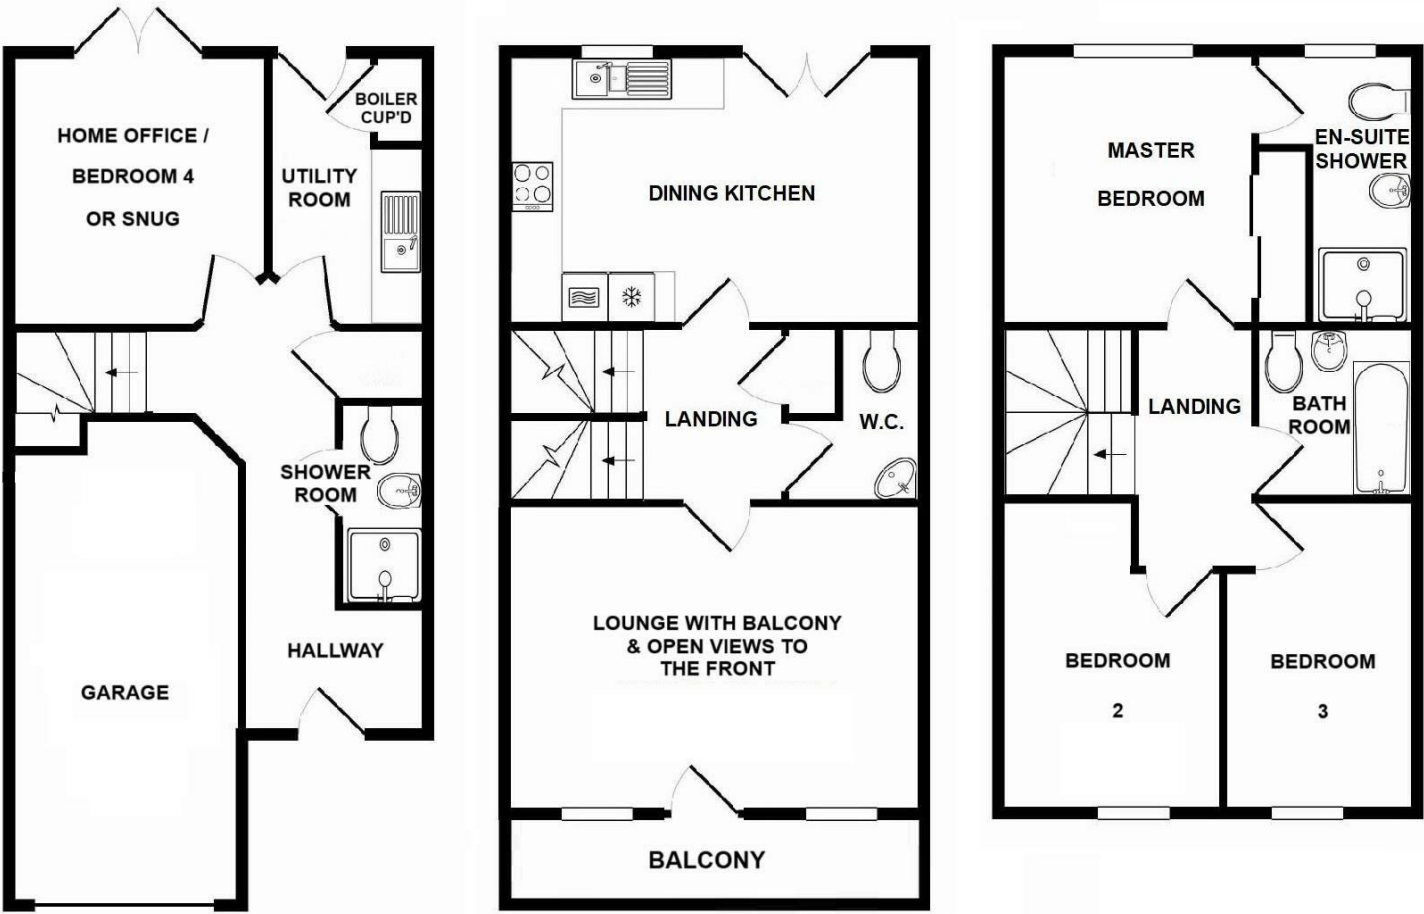 HOME OFFICE /
BEDROOM 4
OR SNUG
BOILER
CUP'D
UTILITY
ROOM
SHOWER
ROOM
HALLWAY
GARAGE
DINING KITCHEN
LANDING
W.C.
LOUNGE WITH BALCONY
& OPEN VIEWS TO
THE FRONT
BALCONY
MASTER
BEDROOM
EN-SUITE
SHOWER
LANDING
BATH
ROOM
BEDROOM
2
BEDROOM
3